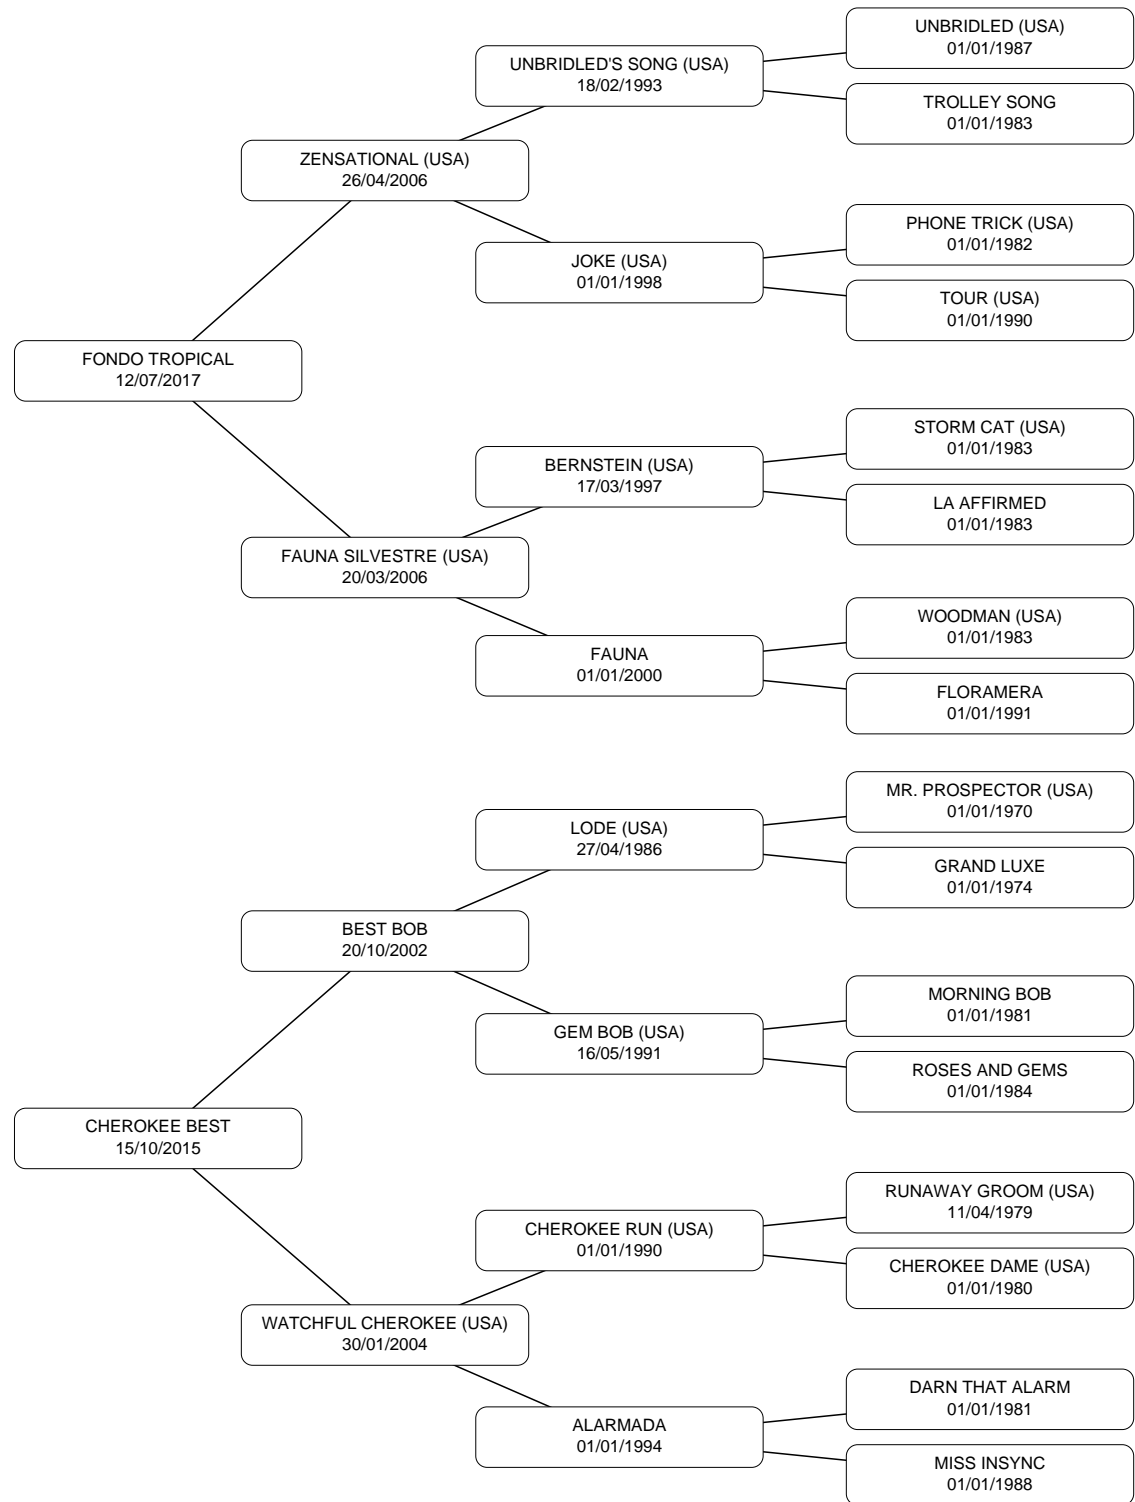 UNBRIDLED (USA)
01/01/1987
UNBRIDLED'S SONG (USA)
18/02/1993
TROLLEY SONG
01/01/1983
ZENSATIONAL (USA)
26/04/2006
PHONE TRICK (USA)
01/01/1982
JOKE (USA)
01/01/1998
TOUR (USA)
01/01/1990
FONDO TROPICAL
12/07/2017
STORM CAT (USA)
01/01/1983
BERNSTEIN (USA)
17/03/1997
LA AFFIRMED
01/01/1983
FAUNA SILVESTRE (USA)
20/03/2006
WOODMAN (USA)
01/01/1983
FAUNA
01/01/2000
FLORAMERA
01/01/1991
MR. PROSPECTOR (USA)
01/01/1970
LODE (USA)
27/04/1986
GRAND LUXE
01/01/1974
BEST BOB
20/10/2002
MORNING BOB
01/01/1981
GEM BOB (USA)
16/05/1991
ROSES AND GEMS
01/01/1984
CHEROKEE BEST
15/10/2015
RUNAWAY GROOM (USA)
11/04/1979
CHEROKEE RUN (USA)
01/01/1990
CHEROKEE DAME (USA)
01/01/1980
WATCHFUL CHEROKEE (USA)
30/01/2004
DARN THAT ALARM
01/01/1981
ALARMADA
01/01/1994
MISS INSYNC
01/01/1988